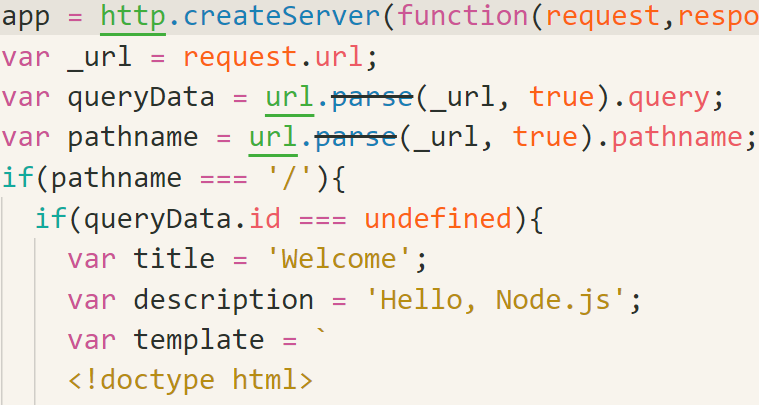 app = http.createServer(function(request,respo
var _url = request.url;
var queryData = url.parse(_url, true).query;
var pathname = url.parse(_url, true).pathname;
if(pathname === '/'){
if(queryData.id === undefined){
var title = 'Welcome';
var description = 'Hello, Node.js';
var template = `
<!doctype html>